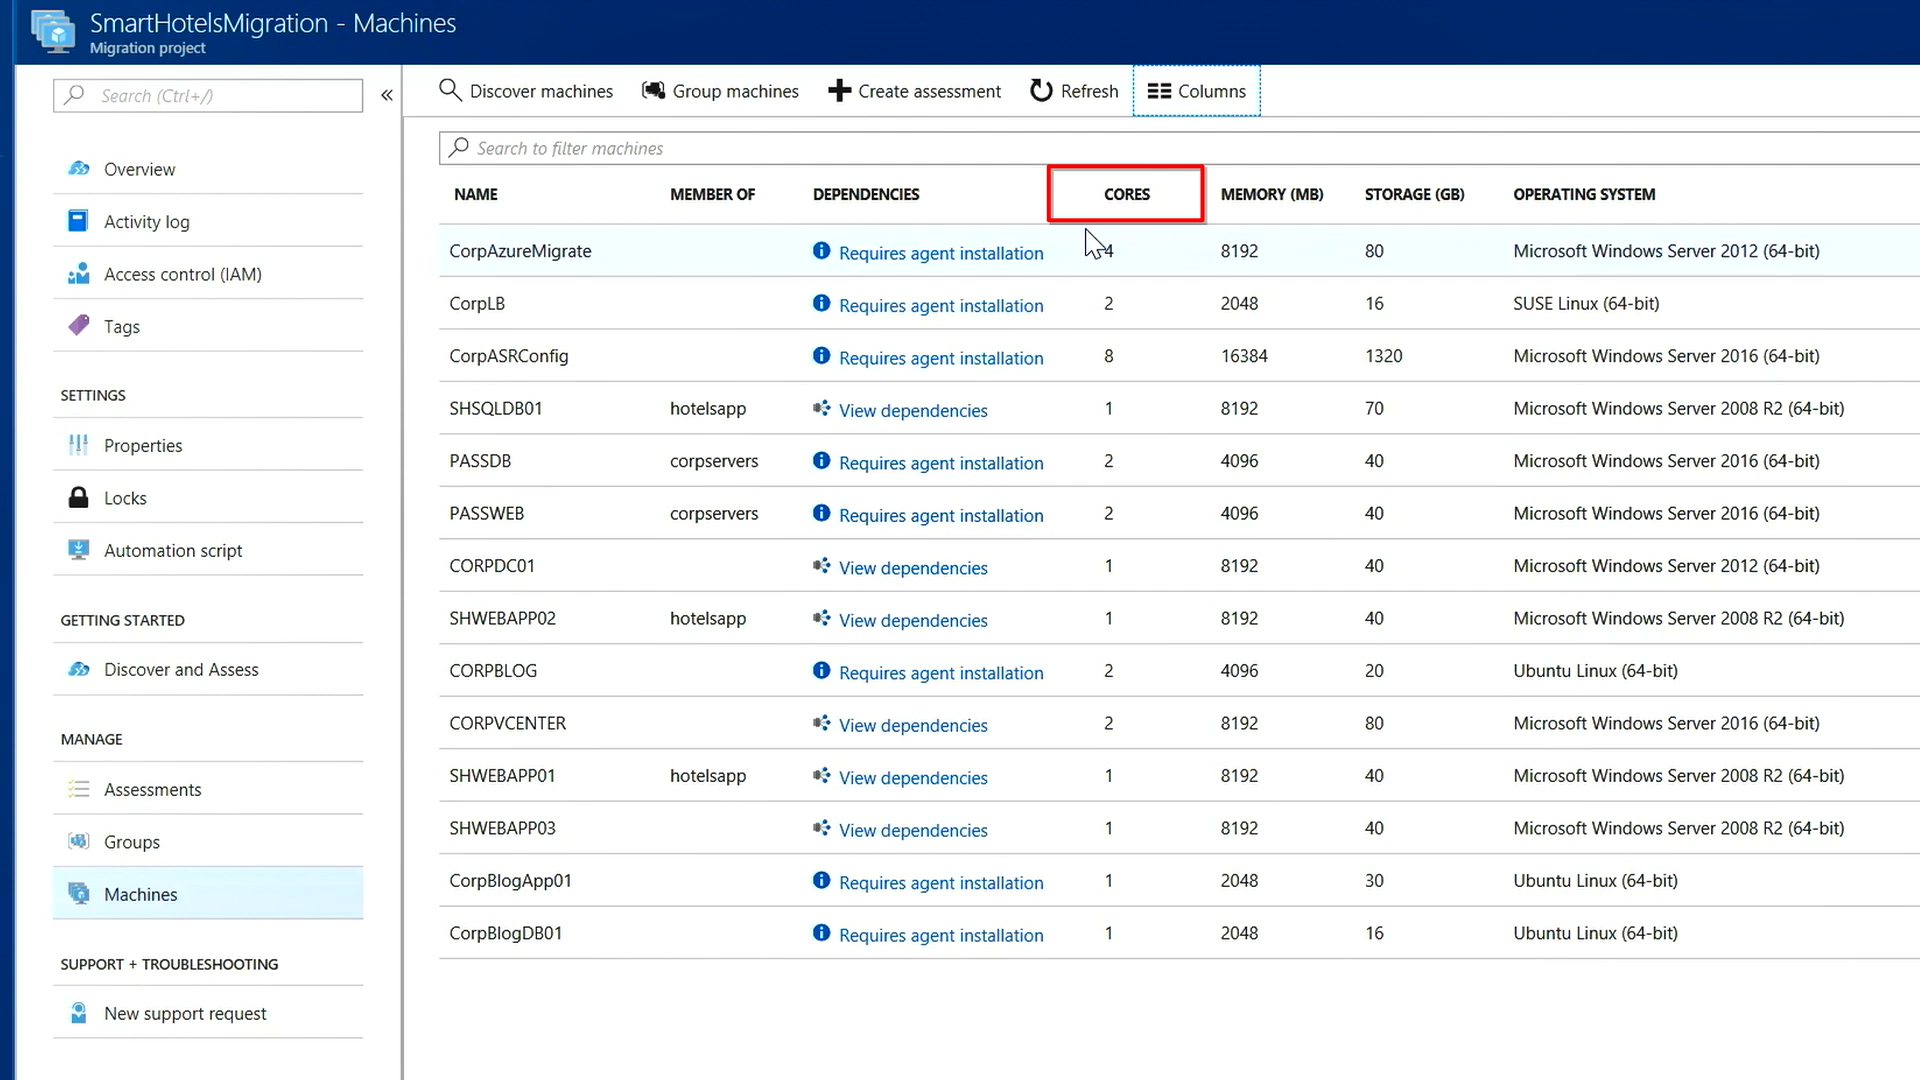 SmartHotelsMigration - Machines
Migration project
Search (Ctrl+/)
«
Overview
Activity log
Access control (IAM)
Tags
SETTINGS
Properties
Locks
Automation script
GETTING STARTED
Discover and Assess
MANAGE
Assessments
Groups
Machines
SUPPORT + TROUBLESHOOTING
New support request
Discover machines Group machines Create assessment Refresh Columns
Search to filter machines
NAME MEMBER OF DEPENDENCIES CORES MEMORY (MB) STORAGE (GB) OPERATING SYSTEM
CorpAzureMigrate Requires agent installation 4 8192 80 Microsoft Windows Server 2012 (64-bit)
CorpLB Requires agent installation 2 2048 16 SUSE Linux (64-bit)
CorpASRConfig Requires agent installation 8 16384 1320 Microsoft Windows Server 2016 (64-bit)
SHSQLDB01 hotelsapp View dependencies 1 8192 70 Microsoft Windows Server 2008 R2 (64-bit)
PASSDB corpservers Requires agent installation 2 4096 40 Microsoft Windows Server 2016 (64-bit)
PASSWEB corpservers Requires agent installation 2 4096 40 Microsoft Windows Server 2016 (64-bit)
CORPDC01 View dependencies 1 8192 40 Microsoft Windows Server 2012 (64-bit)
SHWEBAPP02 hotelsapp View dependencies 1 8192 40 Microsoft Windows Server 2008 R2 (64-bit)
CORPBLOG Requires agent installation 2 4096 20 Ubuntu Linux (64-bit)
CORPVCENTER View dependencies 2 8192 80 Microsoft Windows Server 2016 (64-bit)
SHWEBAPP01 hotelsapp View dependencies 1 8192 40 Microsoft Windows Server 2008 R2 (64-bit)
SHWEBAPP03 View dependencies 1 8192 40 Microsoft Windows Server 2008 R2 (64-bit)
CorpBlogApp01 Requires agent installation 1 2048 30 Ubuntu Linux (64-bit)
CorpBlogDB01 Requires agent installation 1 2048 16 Ubuntu Linux (64-bit)